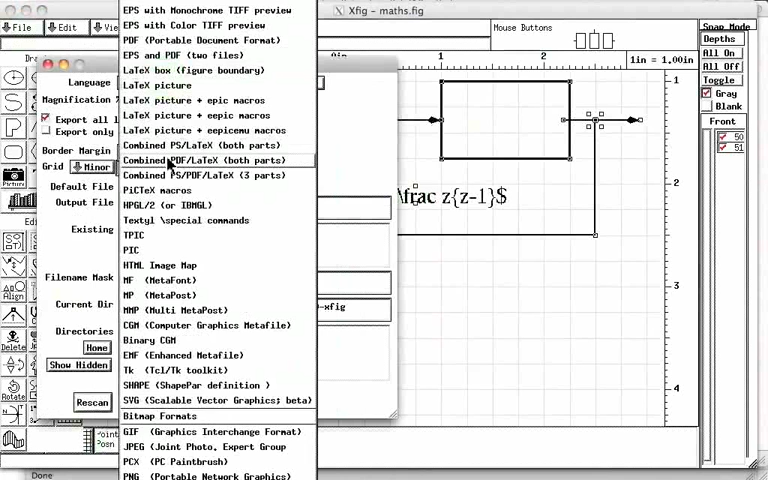 Xfig - maths.fig
File
Edit
Vi
Mouse Buttons
Snap Mode
Depths
All On
All Off
Toggle
Gray
Blank
Front
50
51
1
2
1in = 1.00in
1
2
3
4
\frac z{z-1}$
Language
Magnification
Export all l
Export only
Border Margin
Grid
Minor
Default File
Output File
Existing
Filename Mask
Current Dir
-xfig
Directories
Home
Show Hidden
Rescan
Picture
Align
Delete
Rotate
Done
EPS with Monochrome TIFF preview
EPS with Color TIFF preview
PDF (Portable Document Format)
EPS and PDF (two files)
LaTeX box (figure boundary)
LaTeX picture
LaTeX picture + epic macros
LaTeX picture + eepic macros
LaTeX picture + eepicemu macros
Combined PS/LaTeX (both parts)
Combined PDF/LaTeX (both parts)
Combined PS/PDF/LaTeX (3 parts)
PiCTeX macros
HPGL/2 (or IBMGL)
Textyl \special commands
TPIC
PIC
HTML Image Map
MF (MetaFont)
MP (MetaPost)
MMP (Multi MetaPost)
CGM (Computer Graphics Metafile)
Binary CGM
EMF (Enhanced Metafile)
Tk (Tcl/Tk toolkit)
SHAPE (ShapePar definition )
SVG (Scalable Vector Graphics; beta)
Bitmap Formats
GIF (Graphics Interchange Format)
JPEG (Joint Photo. Expert Group
PCX (PC Paintbrush)
PNG (Portable Network Graphics)